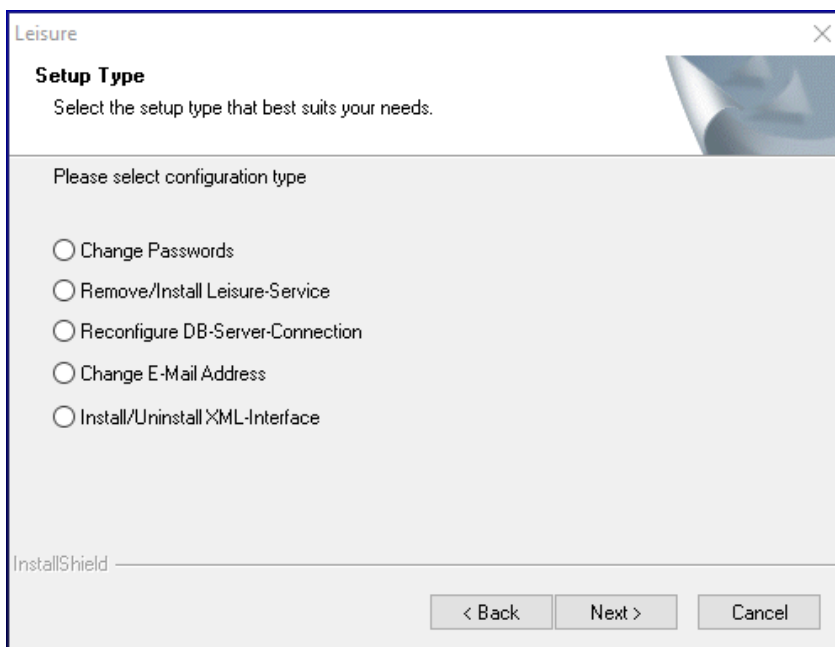 Leisure
Setup Type
Select the setup type that best suits your needs.
Please select configuration type
Change Passwords
Remove/Install Leisure-Service
Reconfigure DB-Server-Connection
Change E-Mail Address
Install/Uninstall XML-Interface
InstallShield
< Back Next > Cancel